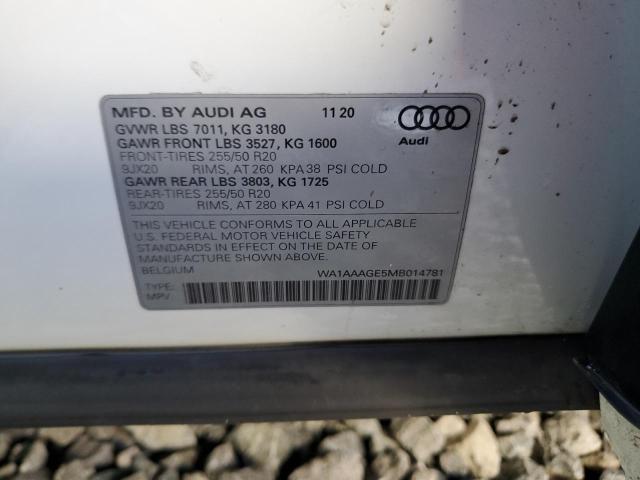 MFD. BY AUDI AG 11 20
GVWR LBS 7011, KG 3180
GAWR FRONT LBS 3527, KG 1600
FRONT-TIRES 255/50 R20
9JX20 RIMS, AT 260 KPA 38 PSI COLD
GAWR REAR LBS 3803, KG 1725
REAR-TIRES 255/50 R20
9JX20 RIMS, AT 280 KPA 41 PSI COLD
Audi
THIS VEHICLE CONFORMS TO ALL APPLICABLE
U.S. FEDERAL MOTOR VEHICLE SAFETY
STANDARDS IN EFFECT ON THE DATE OF
MANUFACTURE SHOWN ABOVE.
BELGIUM WA1AAAGE5MB014781
TYPE:
MPV